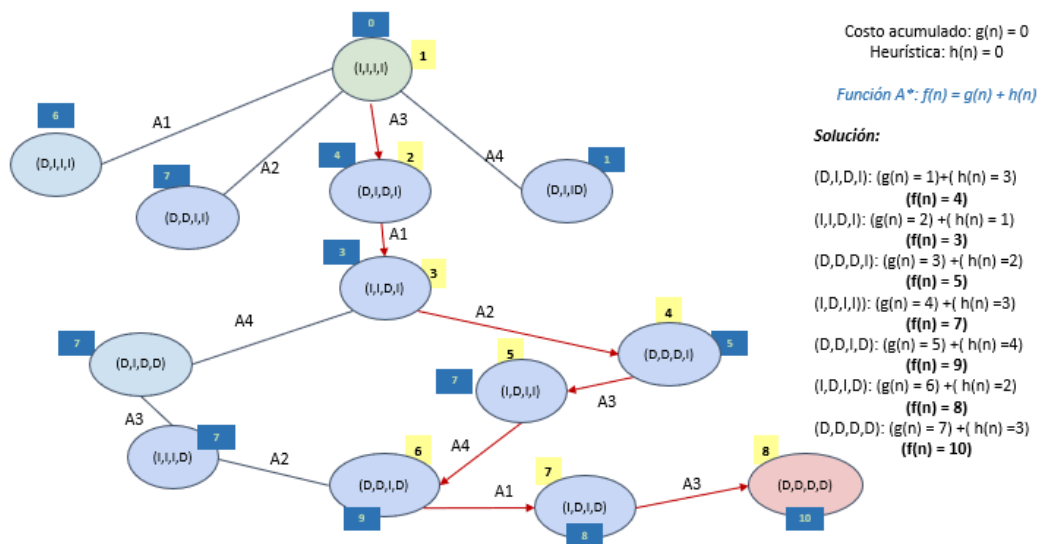 0
(I,I,I,I)
1
Costo acumulado: g(n) = 0
Heurística: h(n) = 0
Función A*: f(n) = g(n) + h(n)
6
A1
A2
A3
A4
(D,I,I,I)
7
(D,D,I,I)
4
2
(D,I,D,I)
1
(D,I,ID)
A1
3
3
(I,I,D,I)
A4
A2
7
(D,I,D,D)
5
7
(I,D,I,I)
4
(D,D,D,I)
5
A3
A3
A4
7
(I,I,I,D)
A2
6
(D,D,I,D)
9
A1
7
(I,D,I,D)
8
A3
8
(D,D,D,D)
10
Solución:
(D,I,D,I): (g(n) = 1)+( h(n) = 3)
(f(n) = 4)
(I,I,D,I): (g(n) = 2) +( h(n) = 1)
(f(n) = 3)
(D,D,D,I): (g(n) = 3) +( h(n) =2)
(f(n) = 5)
(I,D,I,I)): (g(n) = 4) +( h(n) =3)
(f(n) = 7)
(D,D,I,D): (g(n) = 5) +( h(n) =4)
(f(n) = 9)
(I,D,I,D): (g(n) = 6) +( h(n) =2)
(f(n) = 8)
(D,D,D,D): (g(n) = 7) +( h(n) =3)
(f(n) = 10)